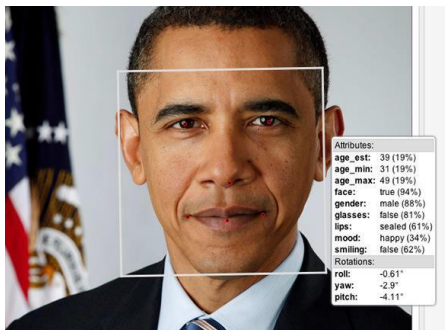 Attributes:
age_est: 39 (19%)
age_min: 31 (19%)
age_max: 49 (19%)
face: true (94%)
gender: male (88%)
glasses: false (81%)
lips: sealed (61%)
mood: happy (34%)
smiling: false (62%)
Rotations:
roll: -0.61°
yaw: -2.9°
pitch: -4.11°